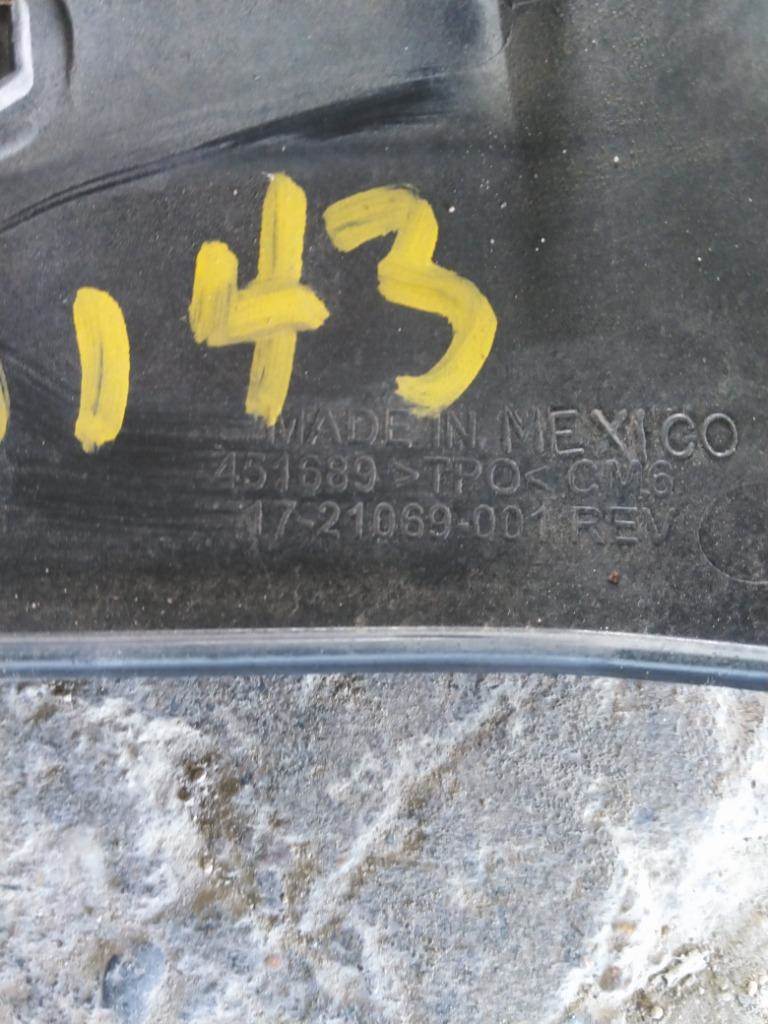 143
MADE IN MEXICO
451689 >TPO< CM6
17-21069-001 REV